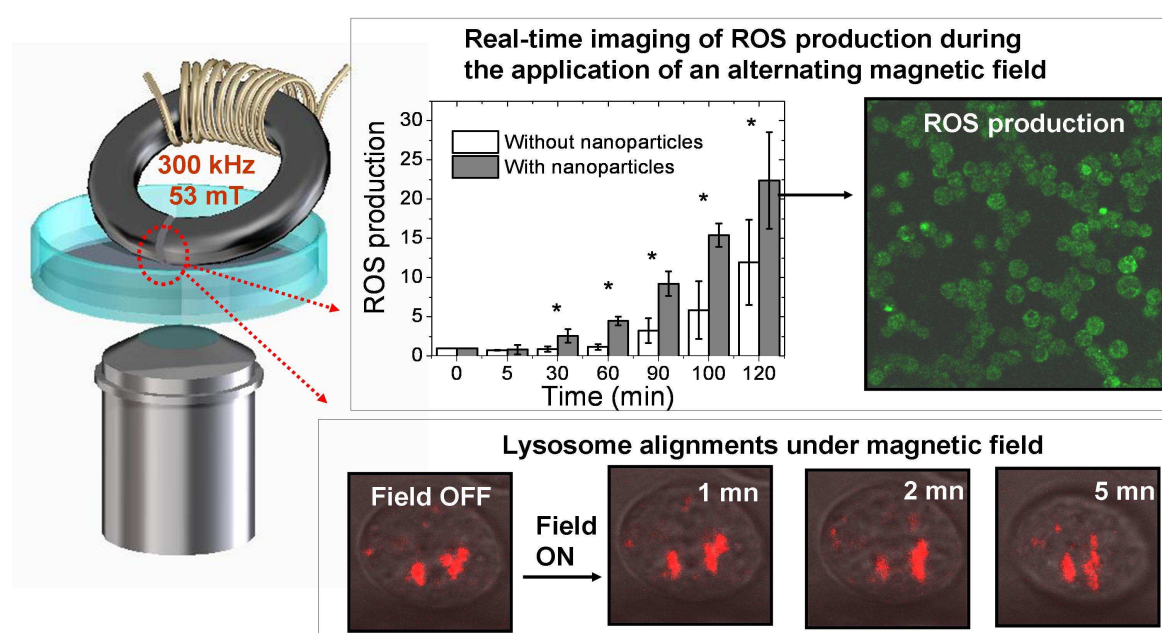 Real-time imaging of ROS production during
the application of an alternating magnetic field
300 kHz
53 mT
ROS production
30
25
20
15
10
5
0
Without nanoparticles
With nanoparticles
*
*
*
*
*
0 5 30 60 90 100 120
Time (min)
ROS production
Lysosome alignments under magnetic field
Field OFF
Field
ON
1 mn
2 mn
5 mn